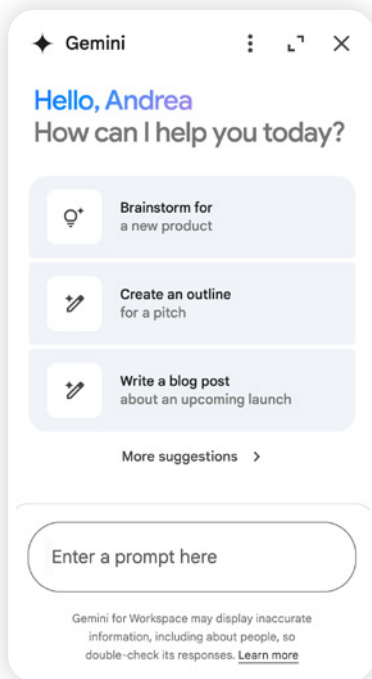 Gemini
Hello, Andrea
How can I help you today?
Brainstorm for
a new product
Create an outline
for a pitch
Write a blog post
about an upcoming launch
More suggestions
Enter a prompt here
Gemini for Workspace may display inaccurate
information, including about people, so
double-check its responses. Learn more